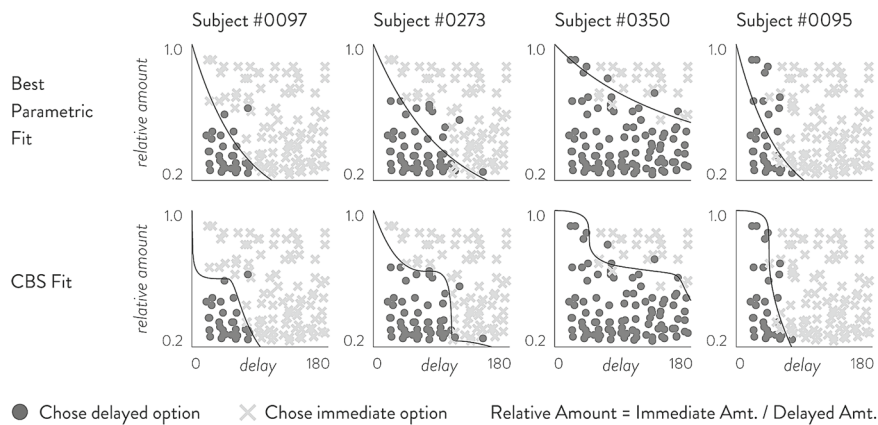 Subject #0097 Subject #0273 Subject #0350 Subject #0095
Best
Parametric
Fit
relative amount
1.0 1.0 1.0 1.0
0.2 0.2 0.2 0.2
CBS Fit
relative amount
1.0 1.0 1.0 1.0
0.2 0.2 0.2 0.2
0 180 0 180 0 180 0 180
delay delay delay delay
Chose delayed option Chose immediate option Relative Amount = Immediate Amt. / Delayed Amt.